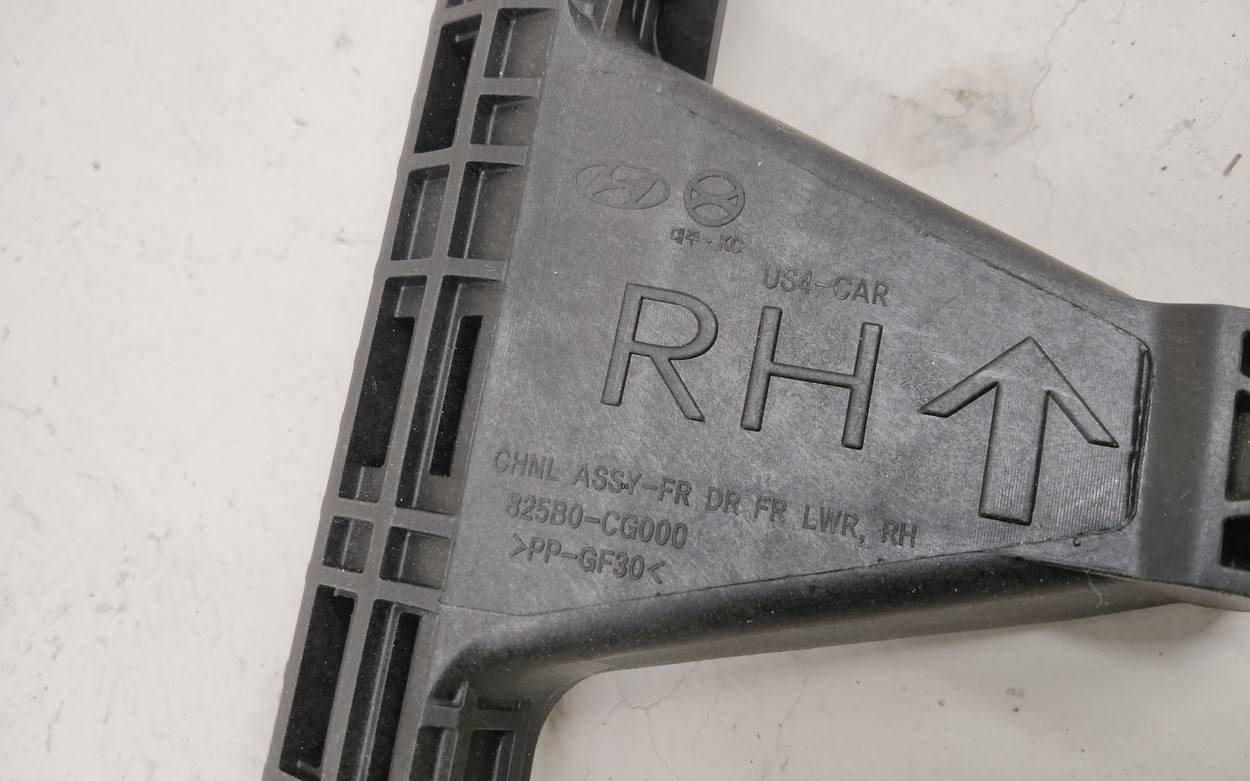 대주·KC
US4-CAR
RH
CHNL ASSY-FR DR FR LWR, RH
825B0-CG000
>PP-GF30<